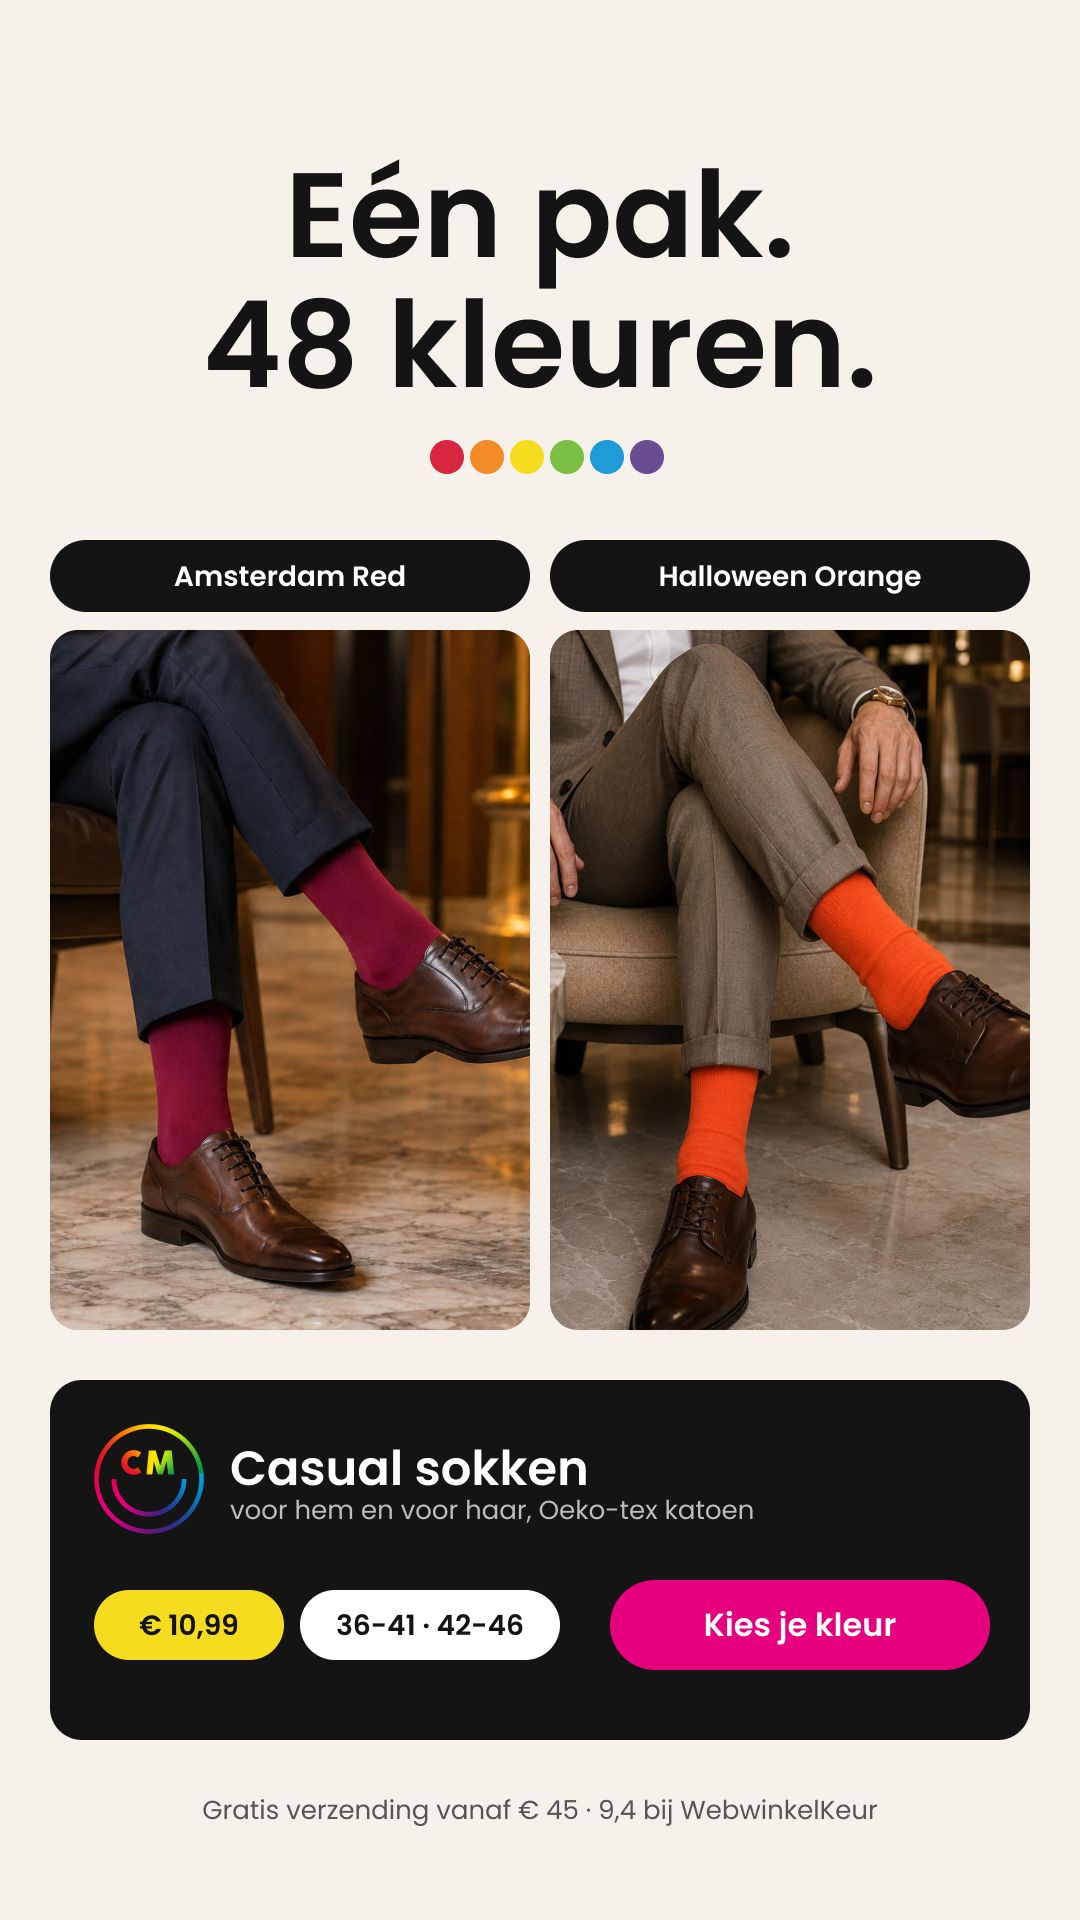 Eén pak.
48 kleuren.
Amsterdam Red
Halloween Orange
CM
Casual sokken
voor hem en voor haar, Oeko-tex katoen
€ 10,99
36-41 · 42-46
Kies je kleur
Gratis verzending vanaf € 45 · 9,4 bij WebwinkelKeur